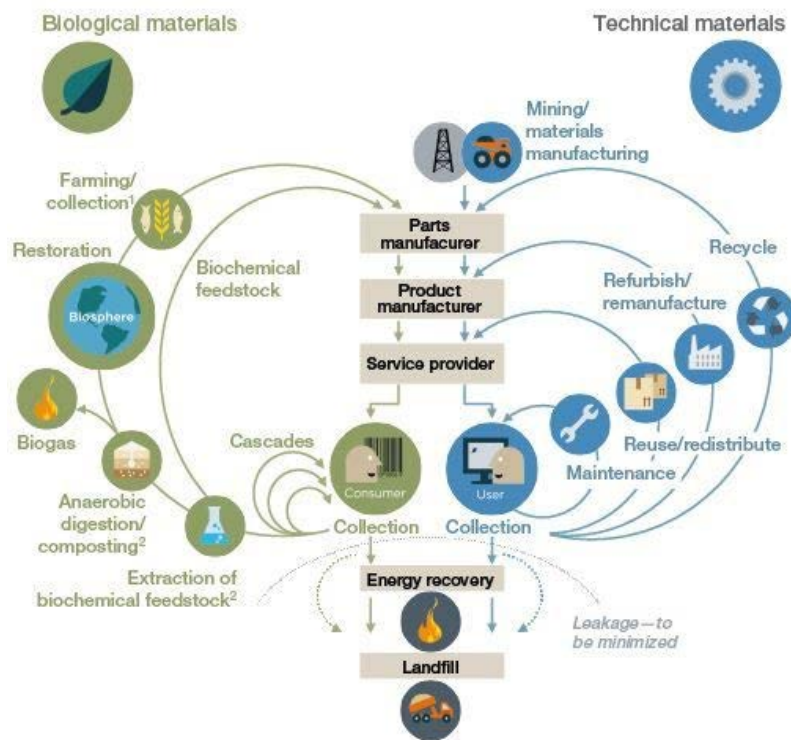 Biological materials
Technical materials
Mining/
materials
manufacturing
Farming/
collection¹
Parts
manufacurer
Restoration
Biochemical
feedstock
Recycle
Refurbish/
remanufacture
Product
manufacturer
Biosphere
Service provider
Biogas
Cascades
Reuse/redistribute
Maintenance
Consumer
User
Anaerobic
digestion/
composting²
Collection
Collection
Extraction of
biochemical feedstock²
Energy recovery
Leakage—to
be minimized
Landfill